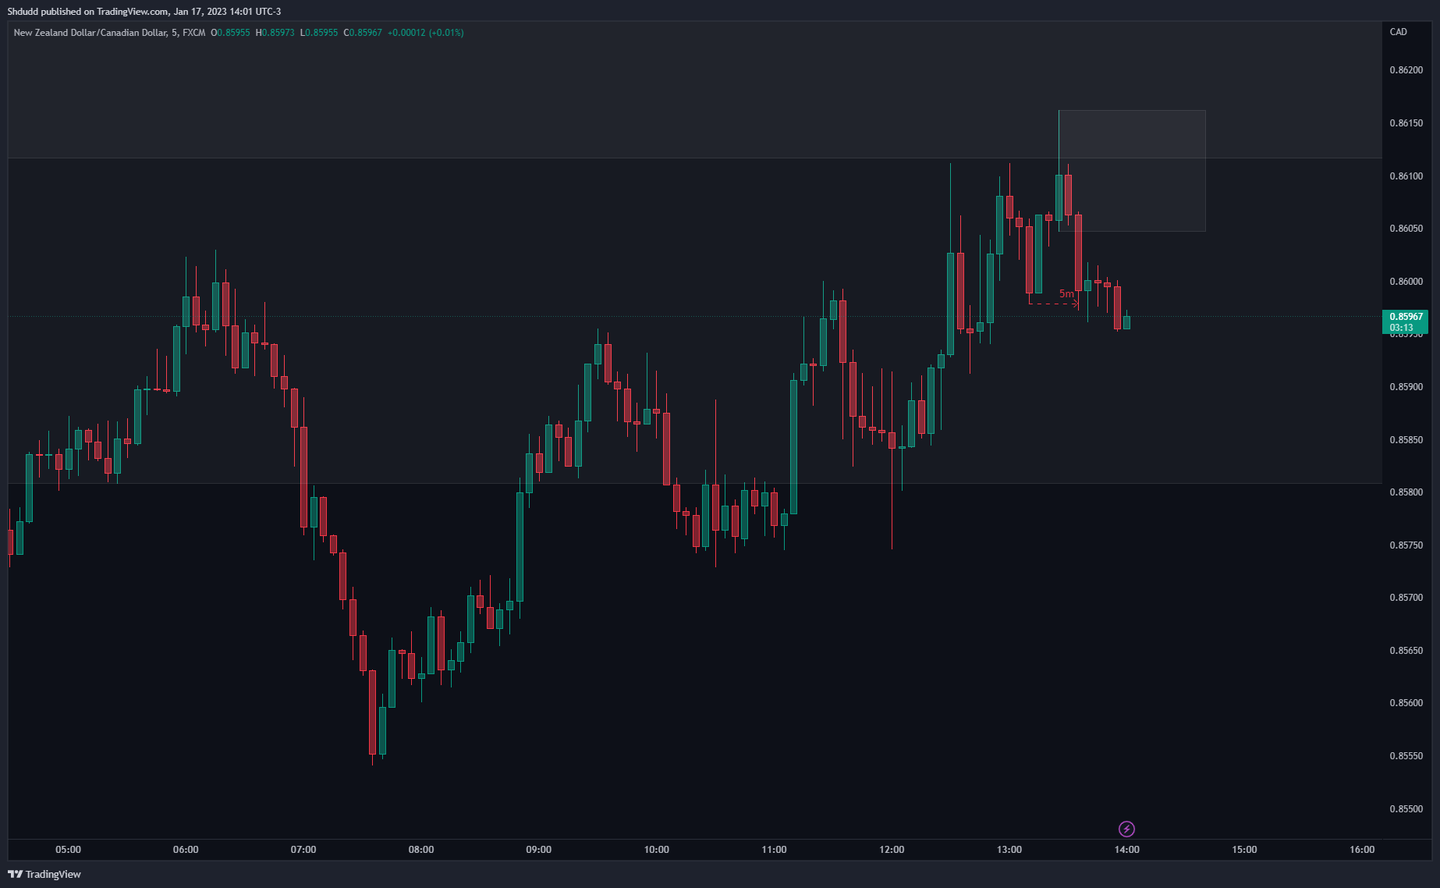 Shdudd published on TradingView.com, Jan 17, 2023 14:01 UTC-3
New Zealand Dollar/Canadian Dollar, 5, FXCM O0.85955 H0.85973 L0.85955 C0.85967 +0.00012 (+0.01%)
CAD
0.86200
0.86150
0.86100
0.86050
0.86000
5m
0.85967
03:13
0.85950
0.85900
0.85850
0.85800
0.85750
0.85700
0.85650
0.85600
0.85550
0.85500
05:00 06:00 07:00 08:00 09:00 10:00 11:00 12:00 13:00 14:00 15:00 16:00
TradingView